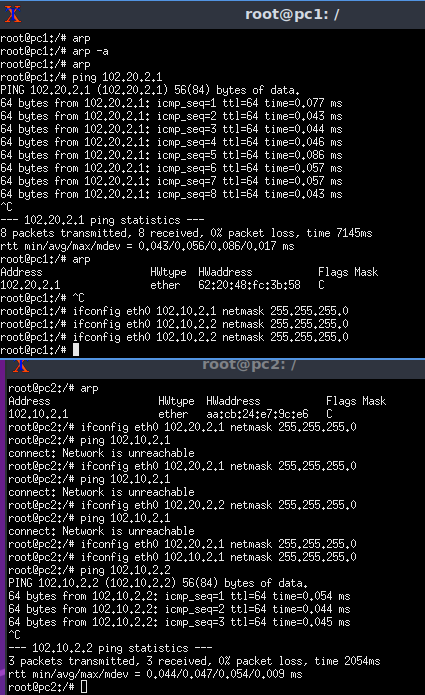 root@pc1: /
root@pc1:/# arp
root@pc1:/# arp -a
root@pc1:/# arp
root@pc1:/# ping 102.20.2.1
PING 102.20.2.1 (102.20.2.1) 56(84) bytes of data.
64 bytes from 102.20.2.1: icmp_seq=1 ttl=64 time=0.077 ms
64 bytes from 102.20.2.1: icmp_seq=2 ttl=64 time=0.043 ms
64 bytes from 102.20.2.1: icmp_seq=3 ttl=64 time=0.044 ms
64 bytes from 102.20.2.1: icmp_seq=4 ttl=64 time=0.046 ms
64 bytes from 102.20.2.1: icmp_seq=5 ttl=64 time=0.086 ms
64 bytes from 102.20.2.1: icmp_seq=6 ttl=64 time=0.057 ms
64 bytes from 102.20.2.1: icmp_seq=7 ttl=64 time=0.057 ms
64 bytes from 102.20.2.1: icmp_seq=8 ttl=64 time=0.043 ms
^C
--- 102.20.2.1 ping statistics ---
8 packets transmitted, 8 received, 0% packet loss, time 7145ms
rtt min/avg/max/mdev = 0.043/0.056/0.086/0.017 ms
root@pc1:/# arp
Address HWtype HWaddress Flags Mask
102.20.2.1 ether 62:20:48:fc:3b:58 C
root@pc1:/# ^C
root@pc1:/# ifconfig eth0 102.10.2.1 netmask 255.255.255.0
root@pc1:/# ifconfig eth0 102.10.2.2 netmask 255.255.255.0
root@pc1:/# ifconfig eth0 102.10.2.2 netmask 255.255.255.0
root@pc1:/#
root@pc2: /
root@pc2:/# arp
Address HWtype HWaddress Flags Mask
102.10.2.1 ether aa:cb:24:e7:9c:e6 C
root@pc2:/# ifconfig eth0 102.20.2.1 netmask 255.255.255.0
root@pc2:/# ping 102.10.2.1
connect: Network is unreachable
root@pc2:/# ifconfig eth0 102.20.2.1 netmask 255.255.255.0
root@pc2:/# ping 102.10.2.1
connect: Network is unreachable
root@pc2:/# ifconfig eth0 102.20.2.2 netmask 255.255.255.0
root@pc2:/# ping 102.10.2.1
connect: Network is unreachable
root@pc2:/# ifconfig eth0 102.20.2.1 netmask 255.255.255.0
root@pc2:/# ifconfig eth0 102.10.2.1 netmask 255.255.255.0
root@pc2:/# ping 102.10.2.2
PING 102.10.2.2 (102.10.2.2) 56(84) bytes of data.
64 bytes from 102.10.2.2: icmp_seq=1 ttl=64 time=0.054 ms
64 bytes from 102.10.2.2: icmp_seq=2 ttl=64 time=0.044 ms
64 bytes from 102.10.2.2: icmp_seq=3 ttl=64 time=0.045 ms
^C
--- 102.10.2.2 ping statistics ---
3 packets transmitted, 3 received, 0% packet loss, time 2054ms
rtt min/avg/max/mdev = 0.044/0.047/0.054/0.009 ms
root@pc2:/#